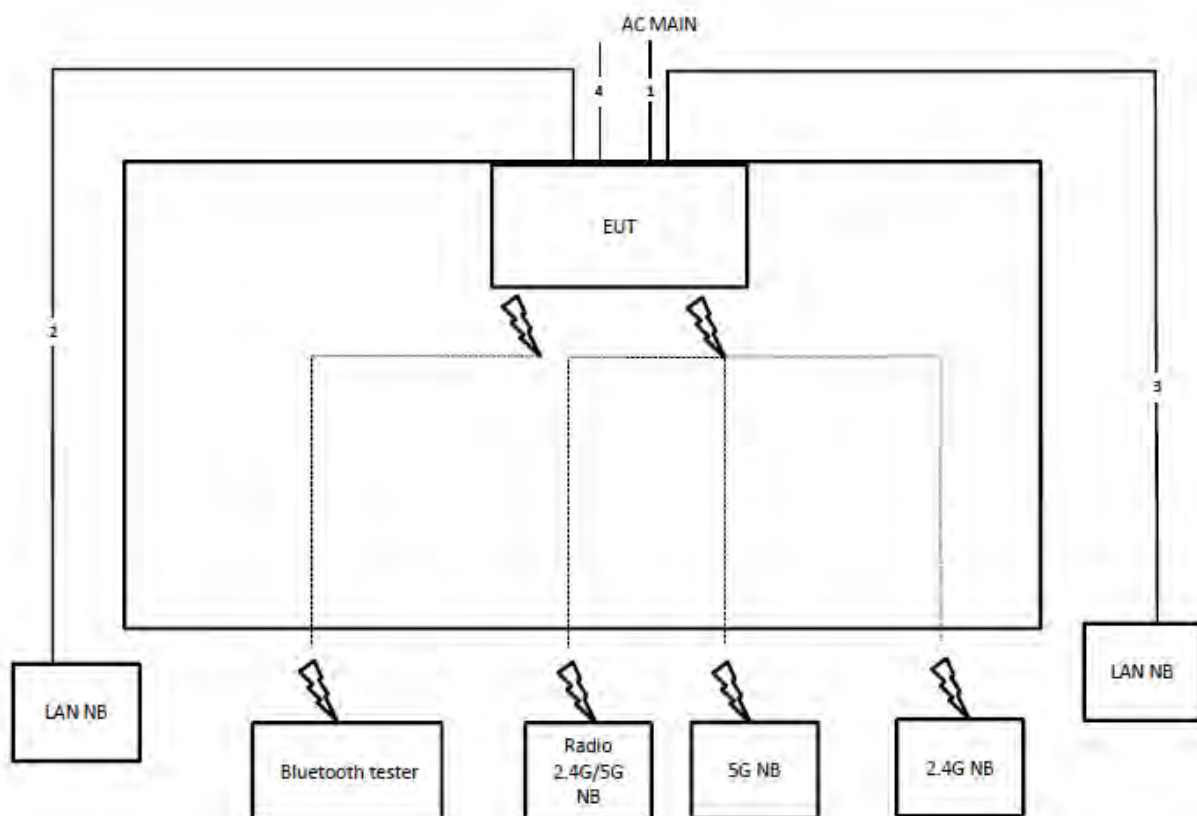 AC MAIN
4
1
EUT
2
3
LAN NB
LAN NB
Bluetooth tester
Radio
2.4G/5G
NB
5G NB
2.4G NB